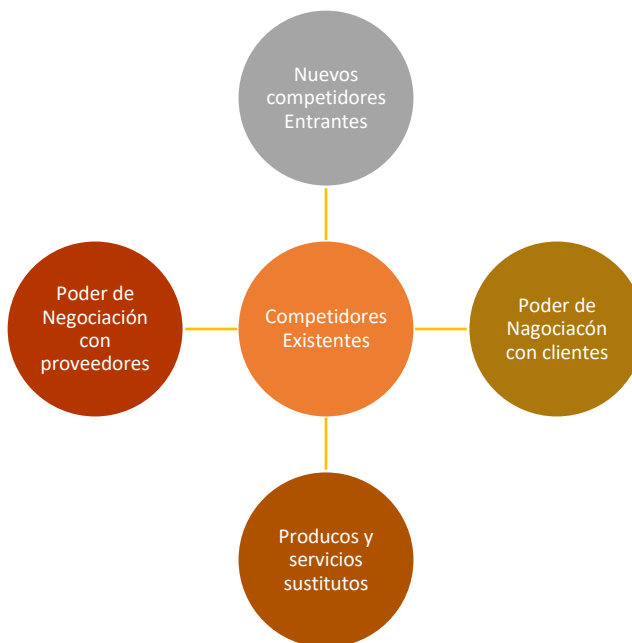 Nuevos
competidores
Entrantes
Poder de
Negociación
con
proveedores
Competidores
Existentes
Poder de
Nagociacón
con clientes
Producos y
servicios
sustitutos